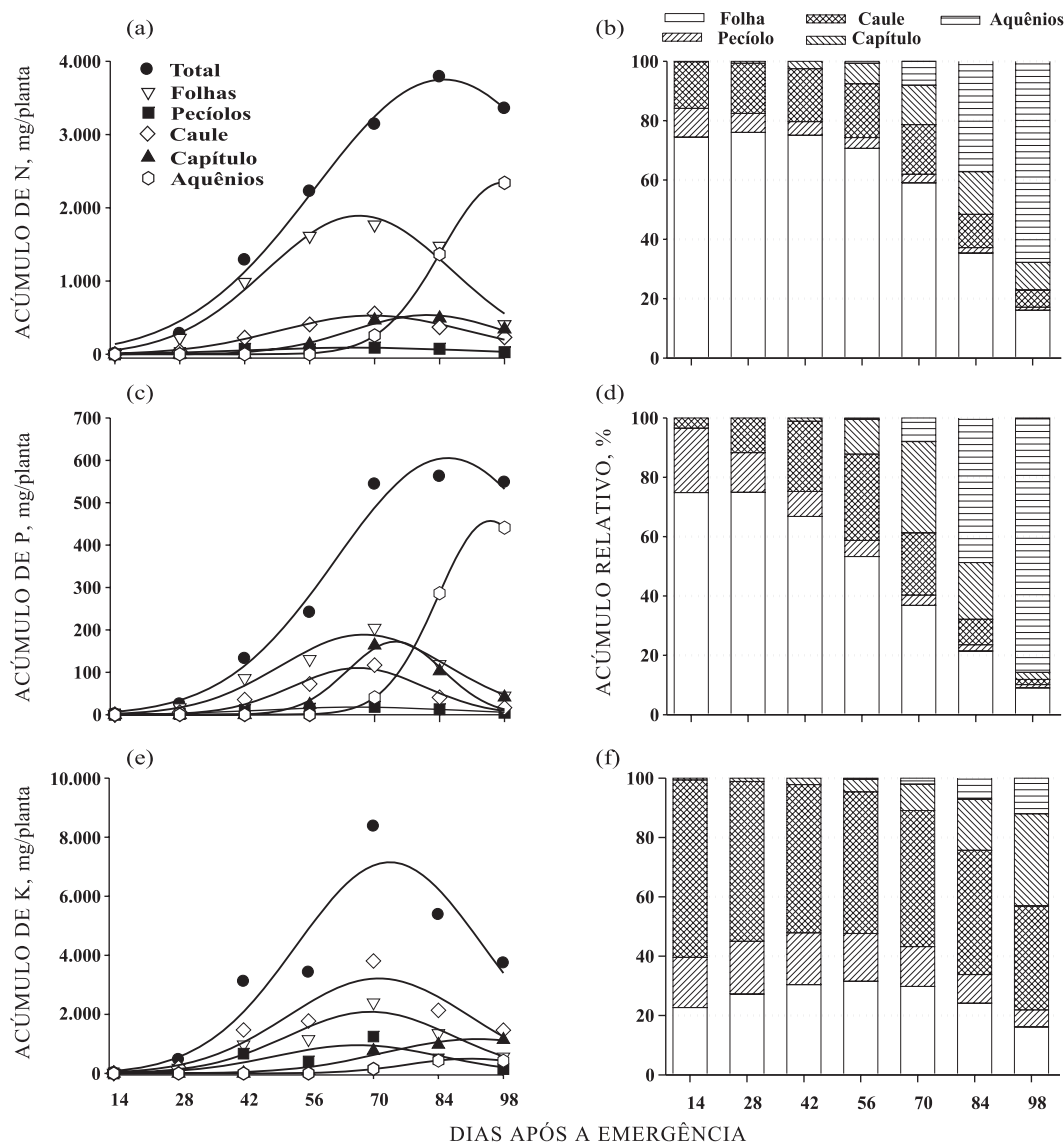 (a)
ACÚMULO DE N, mg/planta
4.000
3.000
2.000
1.000
0
Total
Folhas
Pecíolos
Caule
Capítulo
Aquênios
Folha
Caule
Aquênios
Pecíolo
Capítulo
(b)
100
80
60
40
20
0
(c)
ACÚMULO DE P, mg/planta
700
600
500
400
300
200
100
0
(d)
ACÚMULO RELATIVO, %
100
80
60
40
20
0
(e)
ACÚMULO DE K, mg/planta
10.000
8.000
6.000
4.000
2.000
0
14 28 42 56 70 84 98
(f)
100
80
60
40
20
0
14 28 42 56 70 84 98
DIAS APÓS A EMERGÊNCIA